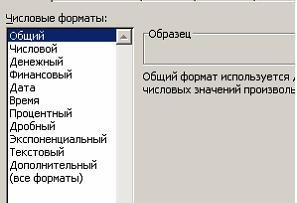 Числовые форматы:
Общий
Числовой
Денежный
Финансовый
Дата
Время
Процентный
Дробный
Экспоненциальный
Текстовый
Дополнительный
(все форматы)
Образец
Общий формат используется
числовых значений